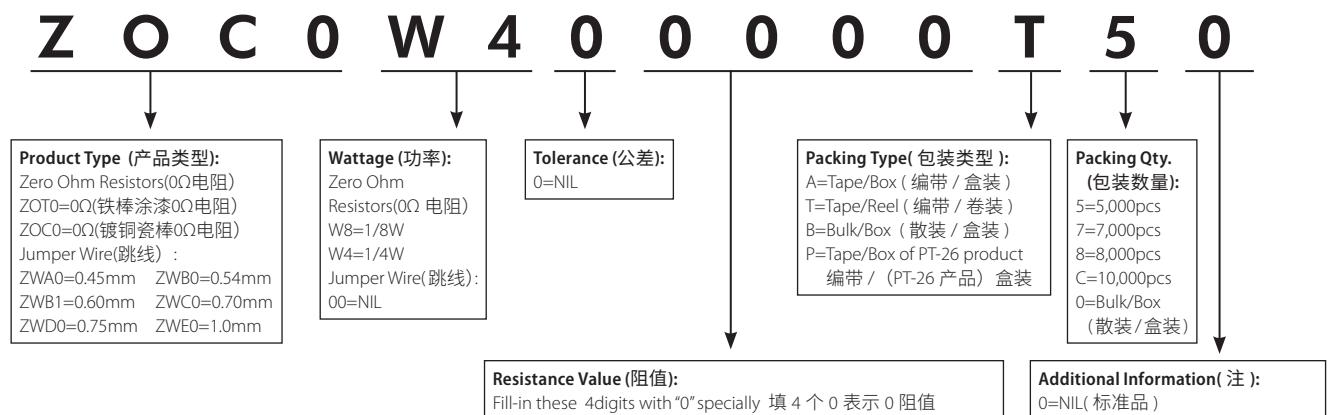 Z O C 0 W 4 0 0 0 0 0 T 5 0
Product Type (产品类型):
Zero Ohm Resistors(0Ω电阻)
ZOT0=0Ω(铁棒涂漆0Ω电阻)
ZOC0=0Ω(镀铜瓷棒0Ω电阻)
Jumper Wire(跳线):
ZWA0=0.45mm ZWB0=0.54mm
ZWB1=0.60mm ZWC0=0.70mm
ZWD0=0.75mm ZWE0=1.0mm
Wattage (功率):
Zero Ohm
Resistors(0Ω 电阻)
W8=1/8W
W4=1/4W
Jumper Wire(跳线):
00=NIL
Tolerance (公差):
0=NIL
Packing Type( 包装类型 ):
A=Tape/Box ( 编带 / 盒装 )
T=Tape/Reel ( 编带 / 卷装 )
B=Bulk/Box ( 散装 / 盒装 )
P=Tape/Box of PT-26 product
编带 / (PT-26 产品) 盒装
Packing Qty.
(包装数量):
5=5,000pcs
7=7,000pcs
8=8,000pcs
C=10,000pcs
0=Bulk/Box
(散装/盒装)
Resistance Value (阻值):
Fill-in these 4digits with "0" specially 填 4 个 0 表示 0 阻值
Additional Information( 注 ):
0=NIL( 标准品 )